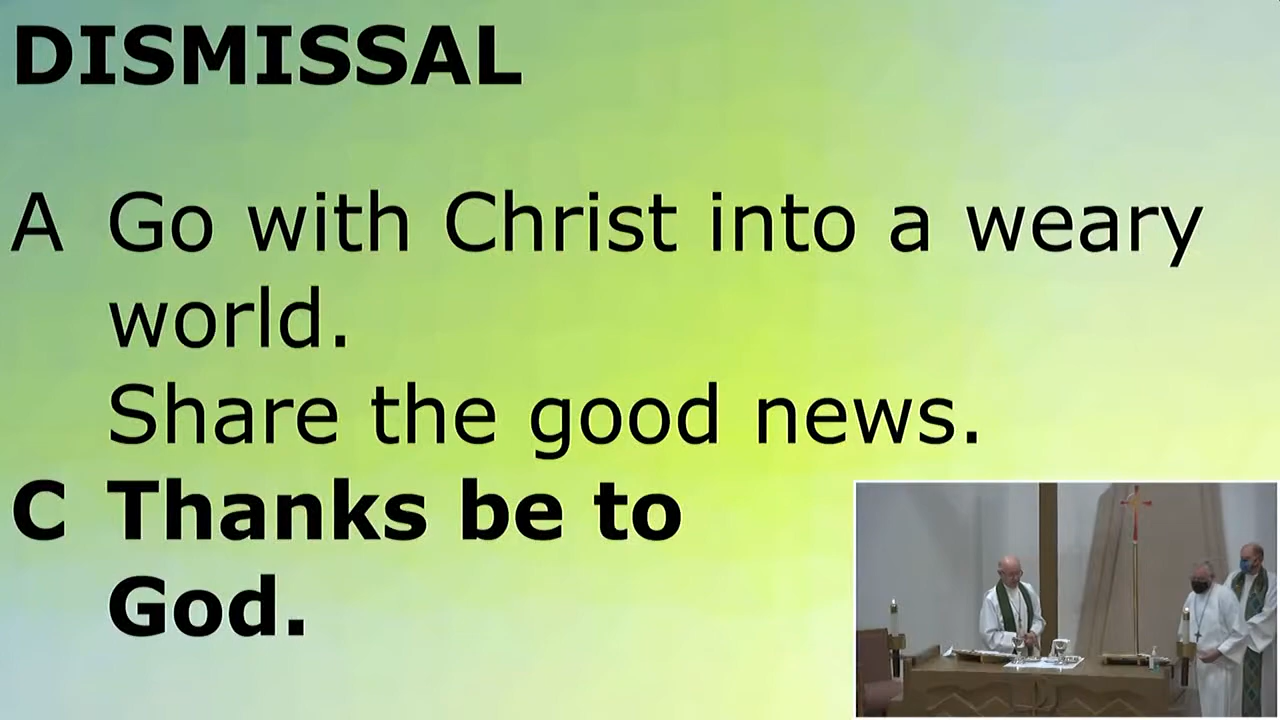 DISMISSAL
A Go with Christ into a weary
world.
Share the good news.
C Thanks be to
God.